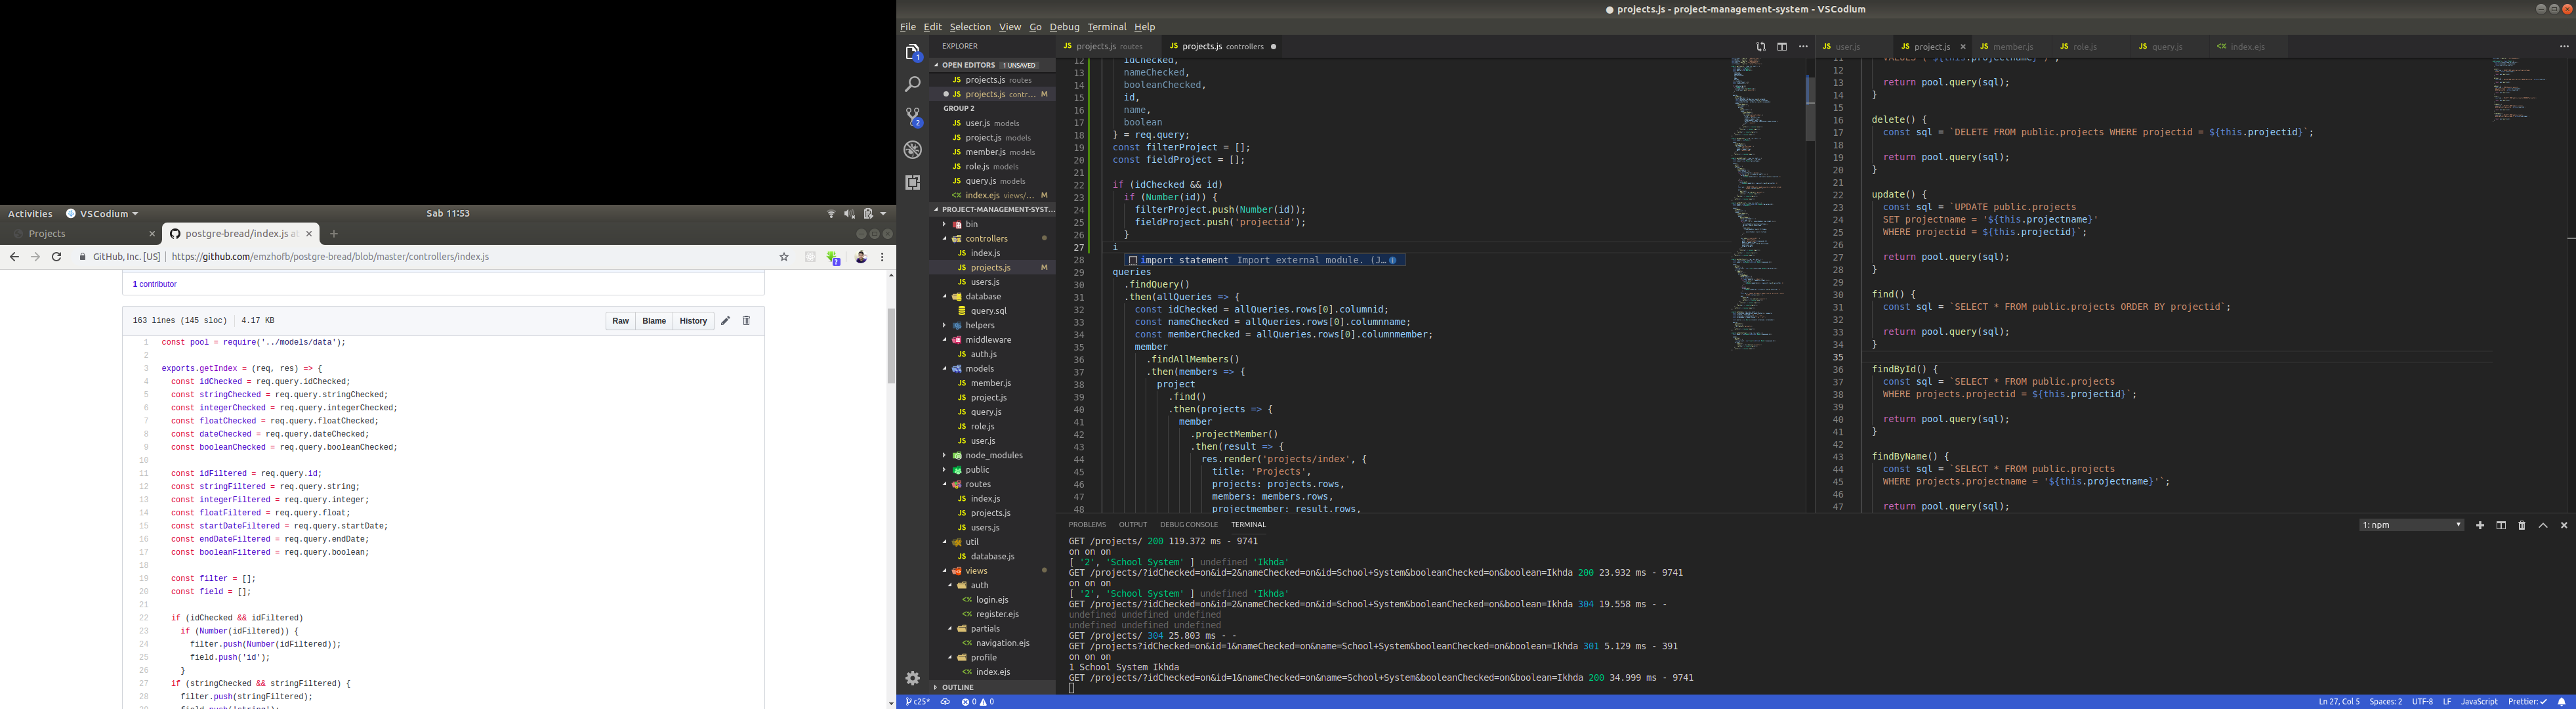 Activities VSCodium Sab 11:53
Projects postgre-bread/index.js at
GitHub, Inc. [US] https://github.com/emzhofb/postgre-bread/blob/master/controllers/index.js
1 contributor
163 lines (145 sloc) 4.17 KB Raw Blame History
1 const pool = require('../models/data');
2
3 exports.getIndex = (req, res) => {
4 const idChecked = req.query.idChecked;
5 const stringChecked = req.query.stringChecked;
6 const integerChecked = req.query.integerChecked;
7 const floatChecked = req.query.floatChecked;
8 const dateChecked = req.query.dateChecked;
9 const booleanChecked = req.query.booleanChecked;
10
11 const idFiltered = req.query.id;
12 const stringFiltered = req.query.string;
13 const integerFiltered = req.query.integer;
14 const floatFiltered = req.query.float;
15 const startDateFiltered = req.query.startDate;
16 const endDateFiltered = req.query.endDate;
17 const booleanFiltered = req.query.boolean;
18
19 const filter = [];
20 const field = [];
21
22 if (idChecked && idFiltered)
23 if (Number(idFiltered)) {
24 filter.push(Number(idFiltered));
25 field.push('id');
26 }
27 if (stringChecked && stringFiltered) {
28 filter.push(stringFiltered);
● projects.js - project-management-system - VSCodium
File Edit Selection View Go Debug Terminal Help
EXPLORER
OPEN EDITORS 1 UNSAVED
JS projects.js routes
● JS projects.js contr... M
GROUP 2
JS user.js models
JS project.js models
JS member.js models
JS role.js models
JS query.js models
<% index.ejs views/... M
PROJECT-MANAGEMENT-SYST...
bin
controllers
JS index.js
JS projects.js M
JS users.js
database
query.sql
helpers
middleware
JS auth.js
models
JS member.js
JS project.js
JS query.js
JS role.js
JS user.js
node_modules
public
routes
JS index.js
JS projects.js
JS users.js
util
JS database.js
views
auth
<% login.ejs
<% register.ejs
partials
<% navigation.ejs
profile
<% index.ejs
OUTLINE
JS projects.js routes JS projects.js controllers ●
12 idChecked,
13 nameChecked,
14 booleanChecked,
15 id,
16 name,
17 boolean
18 } = req.query;
19 const filterProject = [];
20 const fieldProject = [];
21
22 if (idChecked && id)
23 if (Number(id)) {
24 filterProject.push(Number(id));
25 fieldProject.push('projectid');
26 }
27 i
28 import statement Import external module. (J...
29 queries
30 .findQuery()
31 .then(allQueries => {
32 const idChecked = allQueries.rows[0].columnid;
33 const nameChecked = allQueries.rows[0].columnname;
34 const memberChecked = allQueries.rows[0].columnmember;
35 member
36 .findAllMembers()
37 .then(members => {
38 project
39 .find()
40 .then(projects => {
41 member
42 .projectMember()
43 .then(result => {
44 res.render('projects/index', {
45 title: 'Projects',
46 projects: projects.rows,
47 members: members.rows,
48 projectmember: result.rows,
JS user.js JS project.js JS member.js JS role.js JS query.js <% index.ejs
11 VALUES ('${this.projectname}')`;
12
13 return pool.query(sql);
14 }
15
16 delete() {
17 const sql = `DELETE FROM public.projects WHERE projectid = ${this.projectid}`;
18
19 return pool.query(sql);
20 }
21
22 update() {
23 const sql = `UPDATE public.projects
24 SET projectname = '${this.projectname}'
25 WHERE projectid = ${this.projectid}`;
26
27 return pool.query(sql);
28 }
29
30 find() {
31 const sql = `SELECT * FROM public.projects ORDER BY projectid`;
32
33 return pool.query(sql);
34 }
35
36 findById() {
37 const sql = `SELECT * FROM public.projects
38 WHERE projects.projectid = ${this.projectid}`;
39
40 return pool.query(sql);
41 }
42
43 findByName() {
44 const sql = `SELECT * FROM public.projects
45 WHERE projects.projectname = '${this.projectname}'`;
46
47 return pool.query(sql);
PROBLEMS OUTPUT DEBUG CONSOLE TERMINAL 1: npm
GET /projects/ 200 119.372 ms - 9741
on on on
[ '2', 'School System' ] undefined 'Ikhda'
GET /projects/?idChecked=on&id=2&nameChecked=on&id=School+System&booleanChecked=on&boolean=Ikhda 200 23.932 ms - 9741
on on on
[ '2', 'School System' ] undefined 'Ikhda'
GET /projects/?idChecked=on&id=2&nameChecked=on&id=School+System&booleanChecked=on&boolean=Ikhda 304 19.558 ms - -
undefined undefined undefined
undefined undefined undefined
GET /projects/ 304 25.803 ms - -
GET /projects?idChecked=on&id=1&nameChecked=on&name=School+System&booleanChecked=on&boolean=Ikhda 301 5.129 ms - 391
on on on
1 School System Ikhda
GET /projects/?idChecked=on&id=1&nameChecked=on&name=School+System&booleanChecked=on&boolean=Ikhda 200 34.999 ms - 9741
c25* 0 0 Ln 27, Col 5 Spaces: 2 UTF-8 LF JavaScript Prettier: ✓